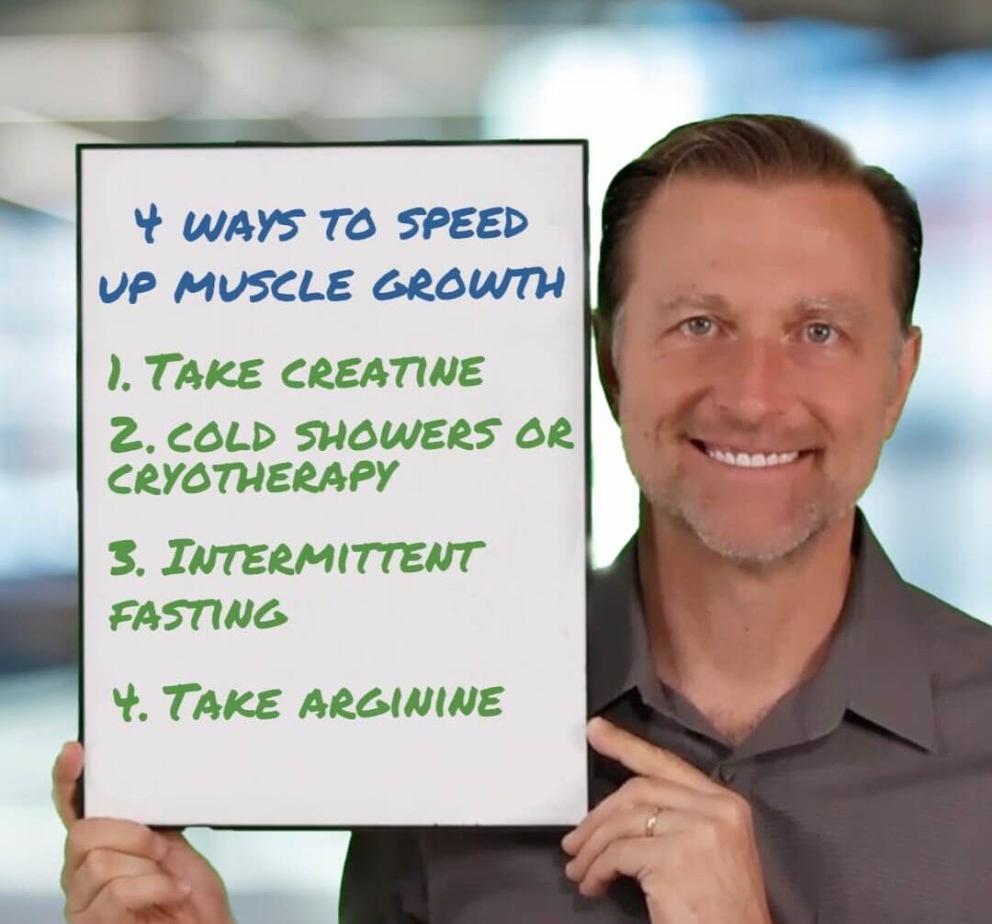 4 WAYS TO SPEED
UP MUSCLE GROWTH
1. TAKE CREATINE
2. COLD SHOWERS OR
CRYOTHERAPY
3. INTERMITTENT
FASTING
4. TAKE ARGININE